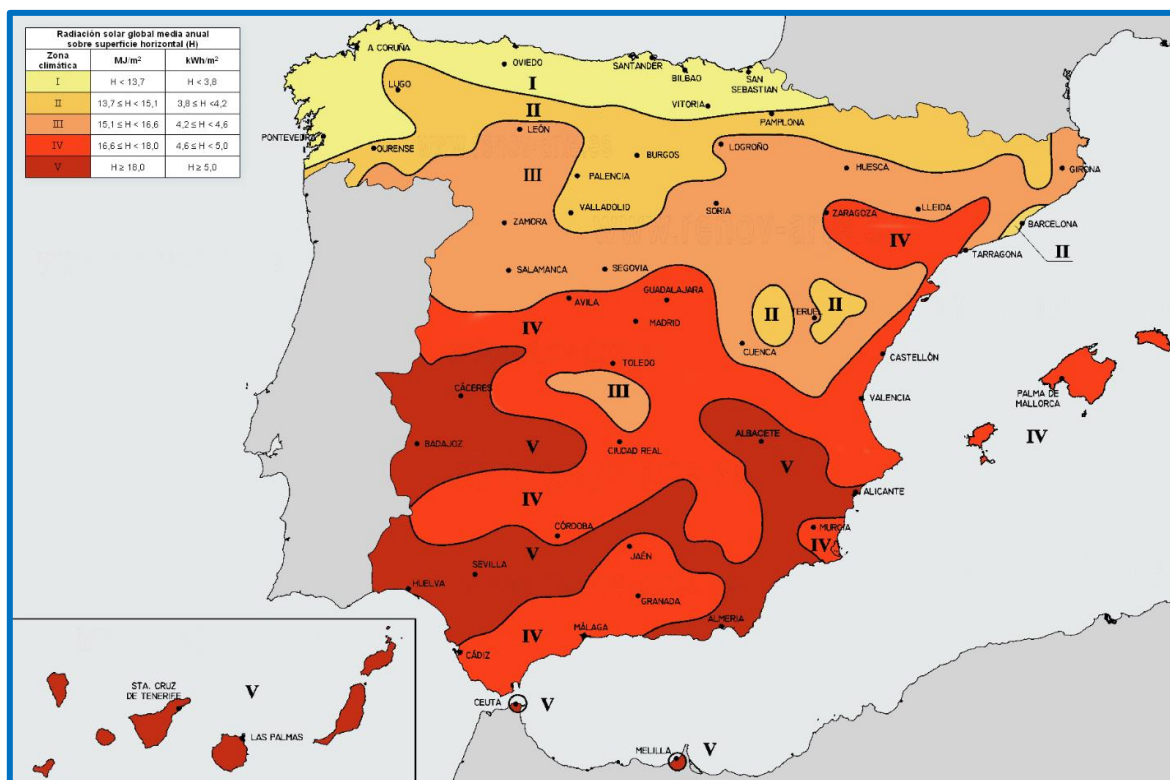 Radiación solar global media anual
sobre superficie horizontal (H)
Zona climática MJ/m² kWh/m²
I H < 13,7 H < 3,8
II 13,7 ≤ H < 15,1 3,8 ≤ H <4,2
III 15,1 ≤ H < 16,6 4,2 ≤ H < 4,6
IV 16,6 ≤ H < 18,0 4,6 ≤ H < 5,0
V H ≥ 18,0 H ≥ 5,0
A CORUÑA
OVIEDO
SANTANDER
BILBAO
SAN
SEBASTIAN
I
LUGO
II
VITORIA
PAMPLONA
PONTEVEDRA
OURENSE
LEÓN
BURGOS
LOGROÑO
HUESCA
GIRONA
III
PALENCIA
VALLADOLID
ZAMORA
SORIA
ZARAGOZA
LLEIDA
BARCELONA
IV
II
TARRAGONA
SALAMANCA
SEGOVIA
AVILA
GUADALAJARA
IV
MADRID
II
TERUEL
II
CUENCA
CASTELLÓN
TOLEDO
CÁCERES
III
VALENCIA
PALMA DE
MALLORCA
IV
BADAJOZ
V
CIUDAD REAL
ALBACETE
V
IV
ALICANTE
CÓRDOBA
MURCIA
IV
V
JAÉN
SEVILLA
HUELVA
GRANADA
ALMERIA
IV
MÁLAGA
CÁDIZ
CEUTA
V
MELILLA
V
STA. CRUZ
DE TENERIFE
V
LAS PALMAS